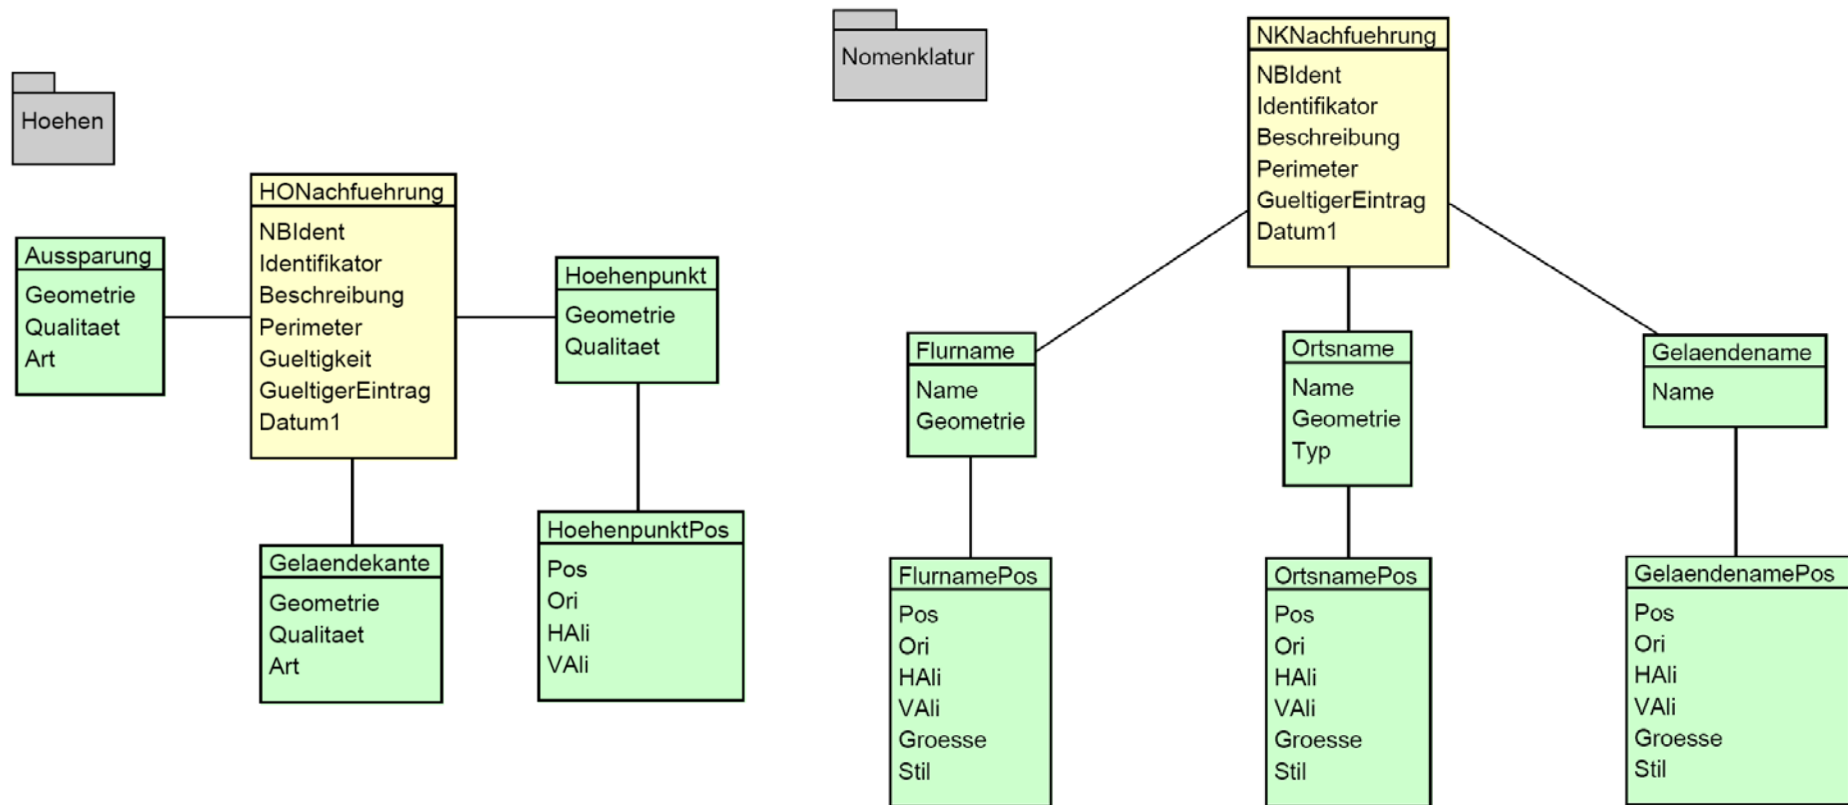 Hoehen
HONachfuehrung
NBIdent
Identifikator
Beschreibung
Perimeter
Gueltigkeit
GueltigerEintrag
Datum1
Aussparung
Geometrie
Qualitaet
Art
Hoehenpunkt
Geometrie
Qualitaet
Gelaendekante
Geometrie
Qualitaet
Art
HoehenpunktPos
Pos
Ori
HAli
VAli
Nomenklatur
NKNachfuehrung
NBIdent
Identifikator
Beschreibung
Perimeter
GueltigerEintrag
Datum1
Flurname
Name
Geometrie
Ortsname
Name
Geometrie
Typ
Gelaendename
Name
FlurnamePos
Pos
Ori
HAli
VAli
Groesse
Stil
OrtsnamePos
Pos
Ori
HAli
VAli
Groesse
Stil
GelaendenamePos
Pos
Ori
HAli
VAli
Groesse
Stil